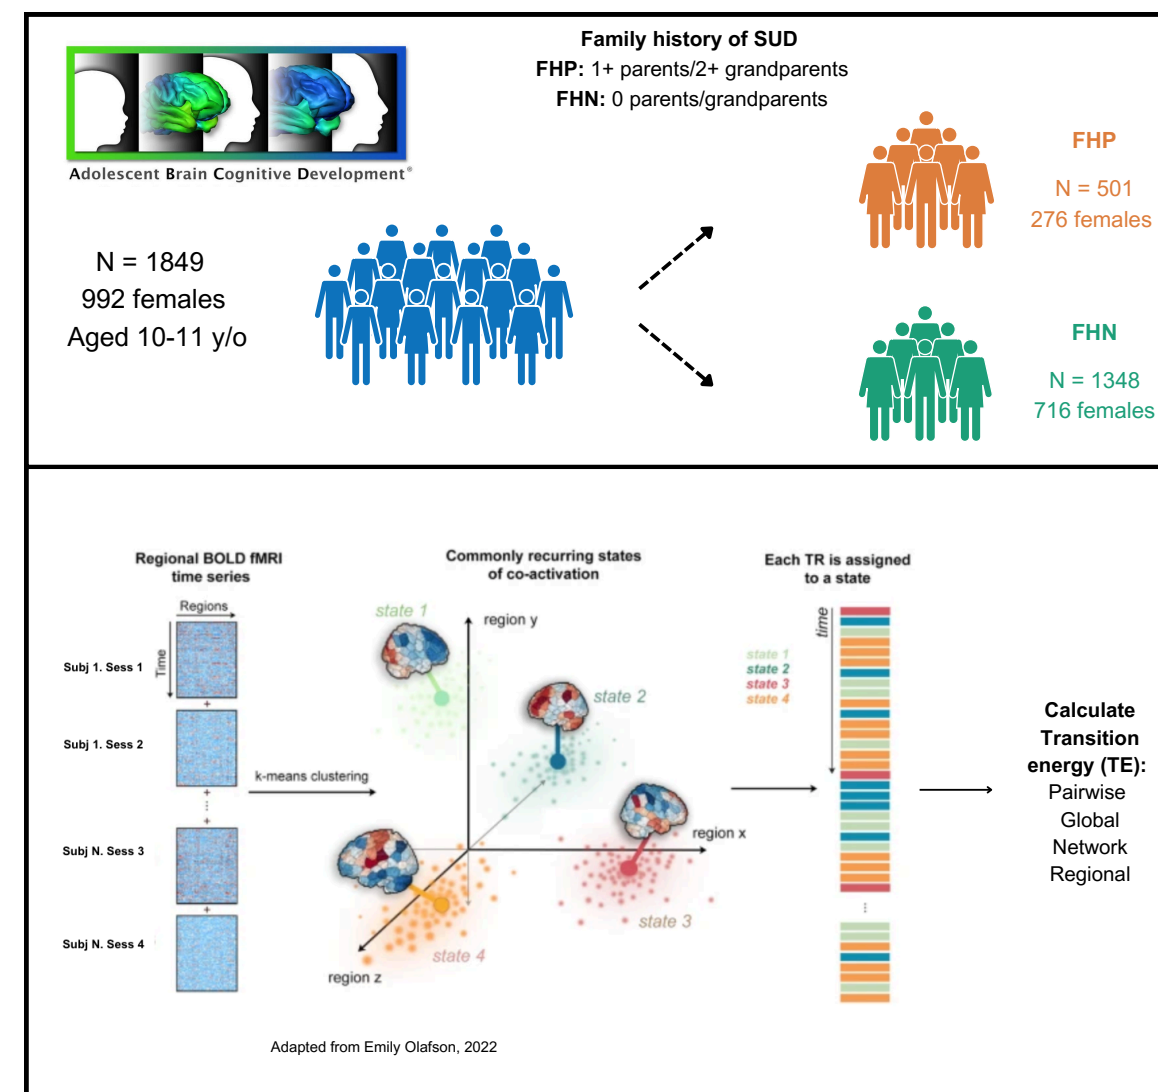 Family history of SUD
FHP: 1+ parents/2+ grandparents
FHN: 0 parents/grandparents
Adolescent Brain Cognitive Development®
N = 1849
992 females
Aged 10-11 y/o
FHP
N = 501
276 females
FHN
N = 1348
716 females
Regional BOLD fMRI
time series
Regions
Time
Subj 1. Sess 1
+
Subj 1. Sess 2
+
⋮
+
Subj N. Sess 3
+
Subj N. Sess 4
k-means clustering
Commonly recurring states
of co-activation
state 1
region y
state 2
region x
state 3
state 4
region z
Each TR is assigned
to a state
time
state 1
state 2
state 3
state 4
⋮
Calculate
Transition
energy (TE):
Pairwise
Global
Network
Regional
Adapted from Emily Olafson, 2022